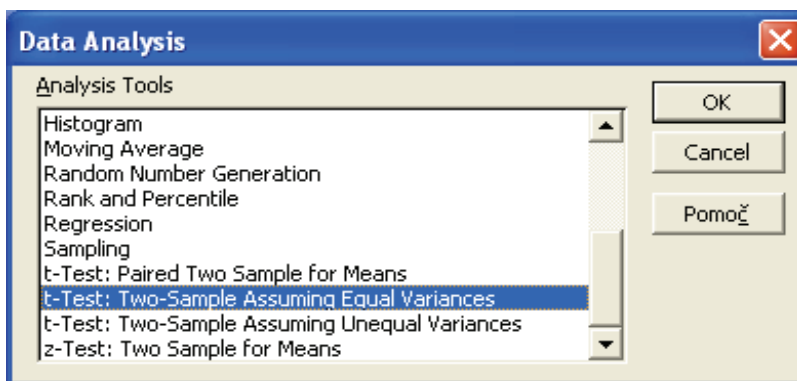 Data Analysis
Analysis Tools
Histogram
Moving Average
Random Number Generation
Rank and Percentile
Regression
Sampling
t-Test: Paired Two Sample for Means
t-Test: Two-Sample Assuming Equal Variances
t-Test: Two-Sample Assuming Unequal Variances
z-Test: Two Sample for Means
OK
Cancel
Pomoč